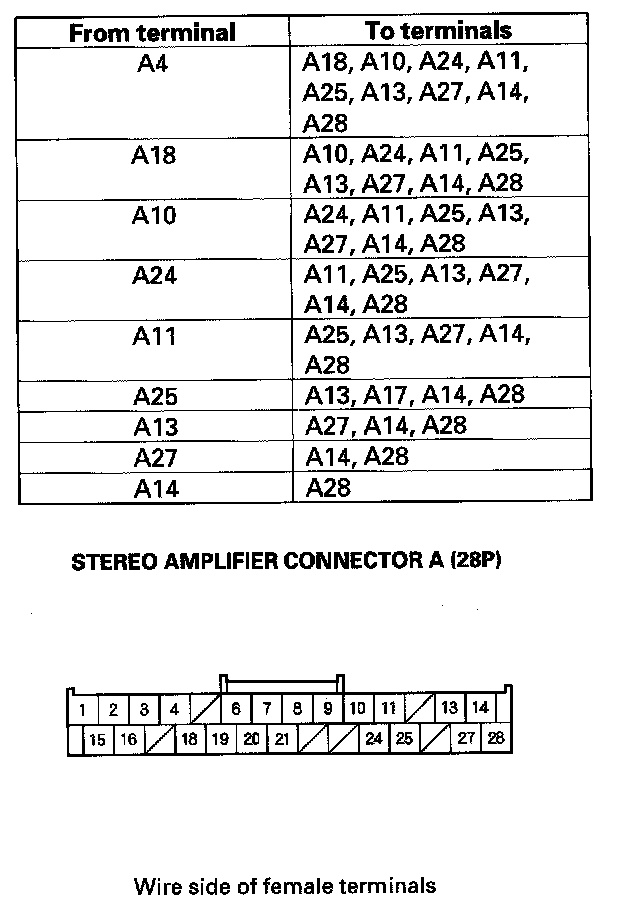 From terminal To terminals
A4 A18, A10, A24, A11,
A25, A13, A27, A14,
A28
A18 A10, A24, A11, A25,
A13, A27, A14, A28
A10 A24, A11, A25, A13,
A27, A14, A28
A24 A11, A25, A13, A27,
A14, A28
A11 A25, A13, A27, A14,
A28
A25 A13, A17, A14, A28
A13 A27, A14, A28
A27 A14, A28
A14 A28
STEREO AMPLIFIER CONNECTOR A (28P)
1 2 3 4 6 7 8 9 10 11 13 14
15 16 18 19 20 21 24 25 27 28
Wire side of female terminals